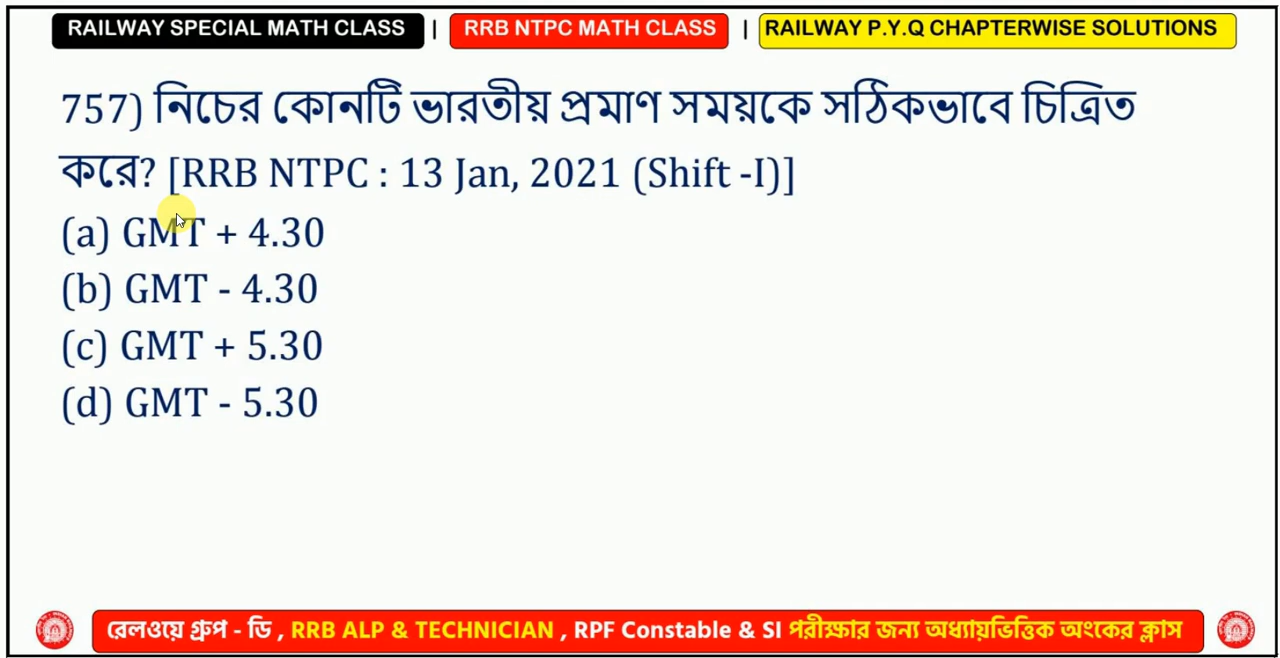 RAILWAY SPECIAL MATH CLASS | RRB NTPC MATH CLASS | RAILWAY P.Y.Q CHAPTERWISE SOLUTIONS
757) নিচের কোনটি ভারতীয় প্রমাণ সময়কে সঠিকভাবে চিত্রিত
করে? [RRB NTPC : 13 Jan, 2021 (Shift -I)]
(a) GMT + 4.30
(b) GMT - 4.30
(c) GMT + 5.30
(d) GMT - 5.30
রেলওয়ে গ্রুপ - ডি , RRB ALP & TECHNICIAN , RPF Constable & SI পরীক্ষার জন্য অধ্যায়ভিত্তিক অংকের ক্লাস